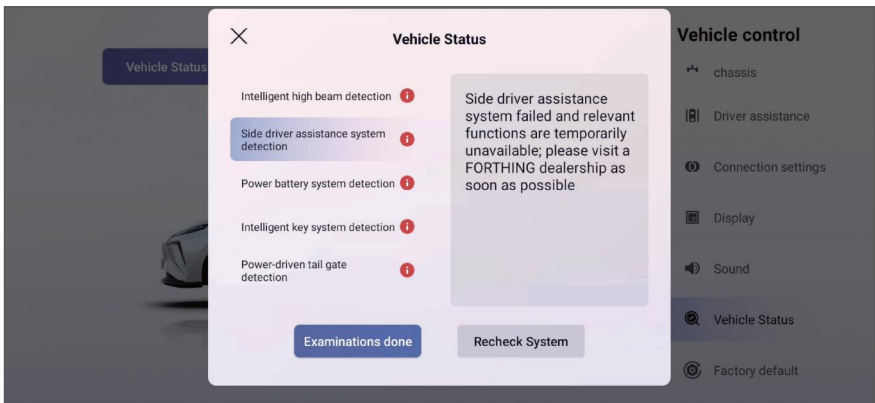 Vehicle Status
Vehicle Status
Intelligent high beam detection
Side driver assistance system
detection
Power battery system detection
Intelligent key system detection
Power-driven tail gate
detection
Side driver assistance
system failed and relevant
functions are temporarily
unavailable; please visit a
FORTHING dealership as
soon as possible
Examinations done
Recheck System
Vehicle control
chassis
Driver assistance
Connection settings
Display
Sound
Vehicle Status
Factory default